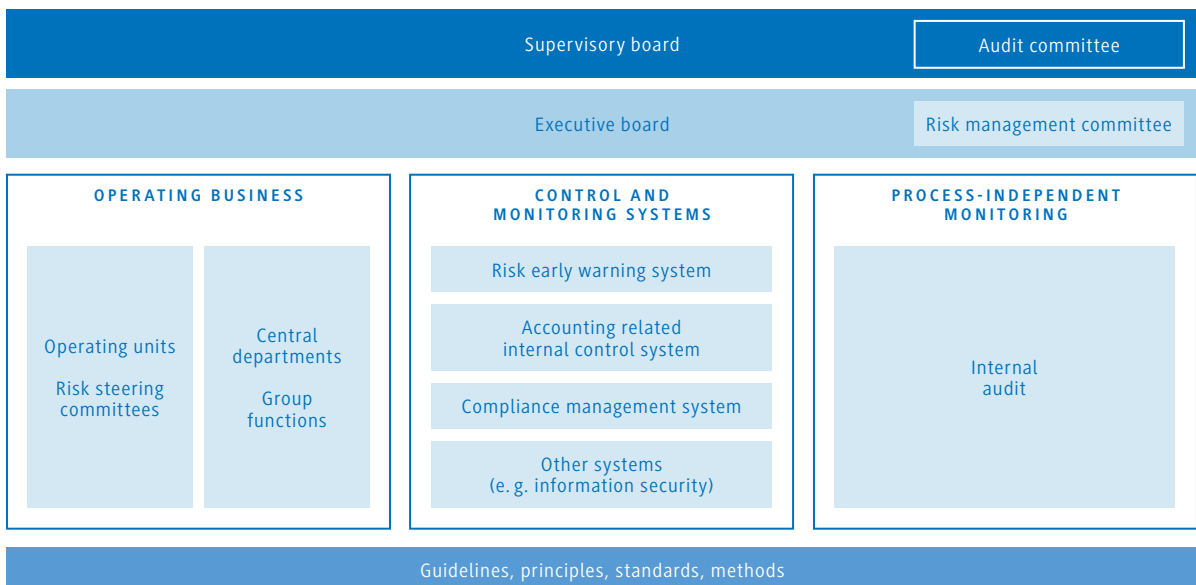 Supervisory board
Audit committee
Executive board
Risk management committee
OPERATING BUSINESS
Operating units
Risk steering
committees
Central
departments
Group
functions
CONTROL AND
MONITORING SYSTEMS
Risk early warning system
Accounting related
internal control system
Compliance management system
Other systems
(e. g. information security)
PROCESS-INDEPENDENT
MONITORING
Internal
audit
Guidelines, principles, standards, methods